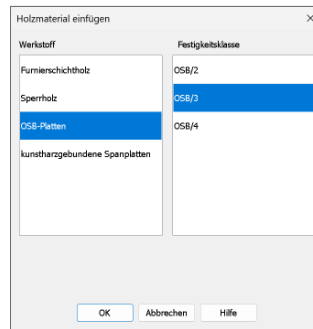 Holzmaterial einfügen
Werkstoff
Festigkeitsklasse
Furnierschichtholz
Sperrholz
OSB-Platten
kunstharzgebundene Spanplatten
OSB/2
OSB/3
OSB/4
OK
Abbrechen
Hilfe